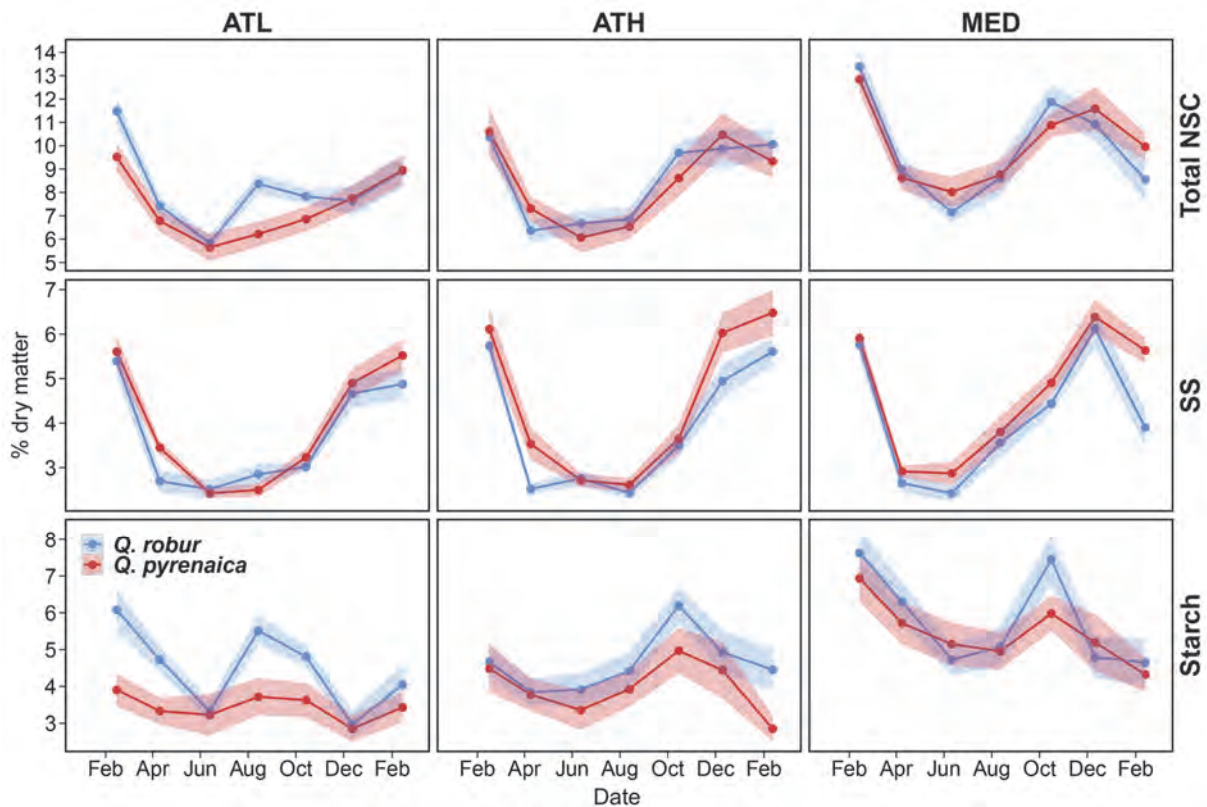 ATL ATH MED
14
13
12
11
10
9
8
7
6
5
Total NSC
7
6
5
4
3
SS
% dry matter
8
7
6
5
4
3
Starch
Q. robur
Q. pyrenaica
Feb Apr Jun Aug Oct Dec Feb Feb Apr Jun Aug Oct Dec Feb Feb Apr Jun Aug Oct Dec Feb
Date